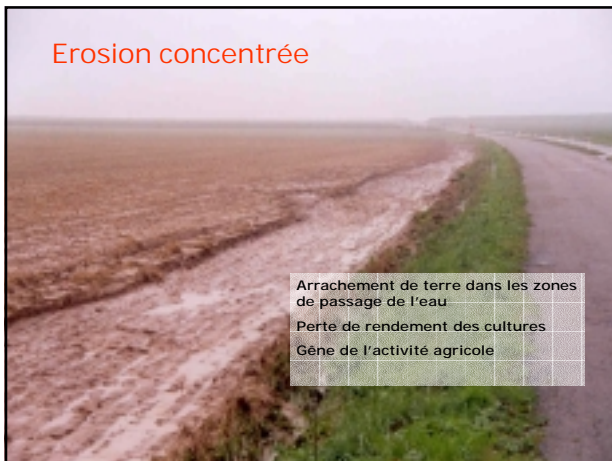 Erosion concentrée
Arrachement de terre dans les zones
de passage de l'eau
Perte de rendement des cultures
Gêne de l'activité agricole